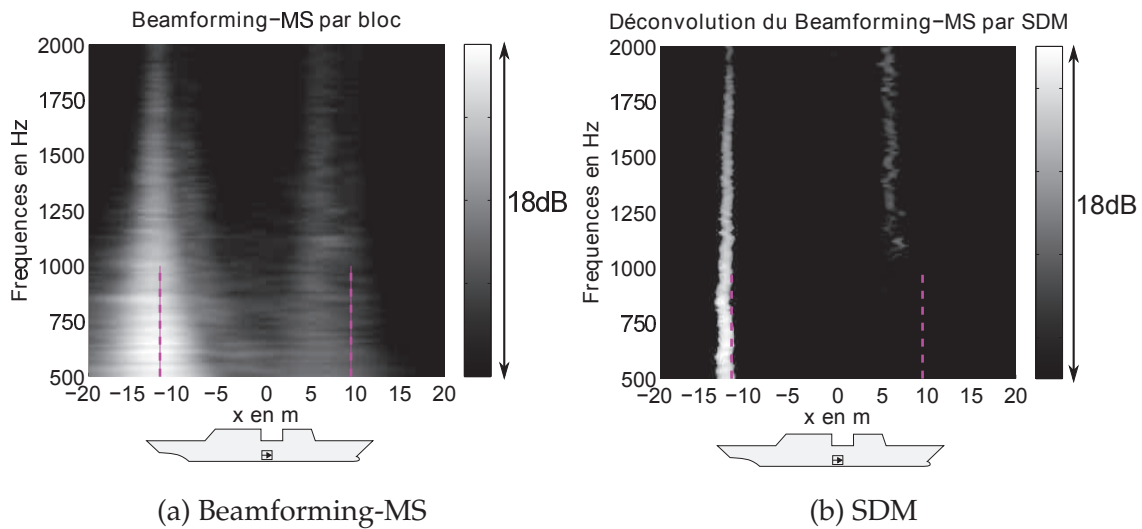 Beamforming−MS par bloc
2000
1750
1500
1250
1000
750
500
Frequences en Hz
−20 −15 −10 −5 0 5 10 15 20
x en m
18dB
(a) Beamforming-MS
Déconvolution du Beamforming−MS par SDM
2000
1750
1500
1250
1000
750
500
Frequences en Hz
−20 −15 −10 −5 0 5 10 15 20
x en m
18dB
(b) SDM